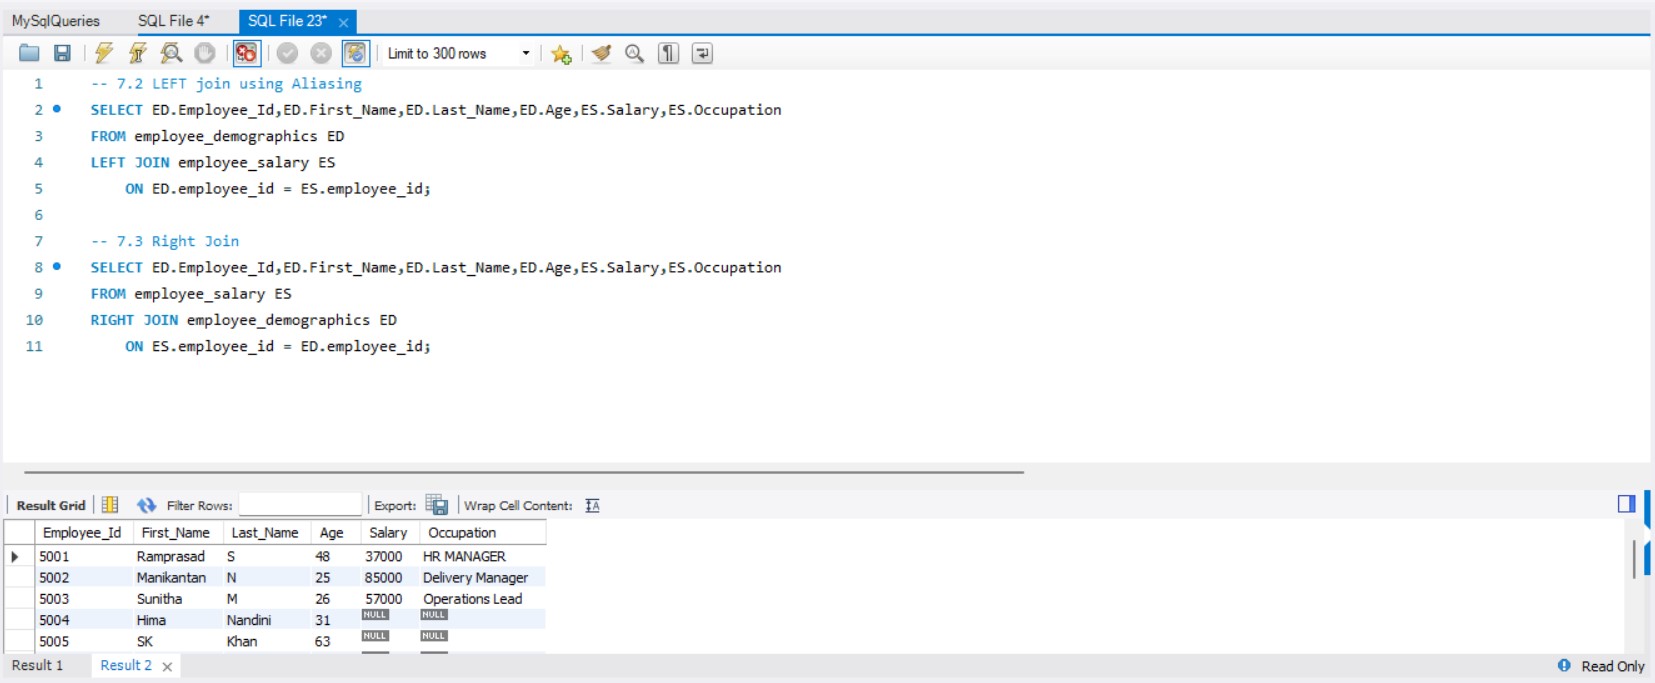 MySqlQueries SQL File 4* SQL File 23* ×
Limit to 300 rows
1 -- 7.2 LEFT join using Aliasing
2 SELECT ED.Employee_Id,ED.First_Name,ED.Last_Name,ED.Age,ES.Salary,ES.Occupation
3 FROM employee_demographics ED
4 LEFT JOIN employee_salary ES
5 ON ED.employee_id = ES.employee_id;
6
7 -- 7.3 Right Join
8 SELECT ED.Employee_Id,ED.First_Name,ED.Last_Name,ED.Age,ES.Salary,ES.Occupation
9 FROM employee_salary ES
10 RIGHT JOIN employee_demographics ED
11 ON ES.employee_id = ED.employee_id;
Result Grid Filter Rows: Export: Wrap Cell Content:
Employee_Id First_Name Last_Name Age Salary Occupation
5001 Ramprasad S 48 37000 HR MANAGER
5002 Manikantan N 25 85000 Delivery Manager
5003 Sunitha M 26 57000 Operations Lead
5004 Hima Nandini 31 NULL NULL
5005 SK Khan 63 NULL NULL
Result 1 Result 2 × Read Only